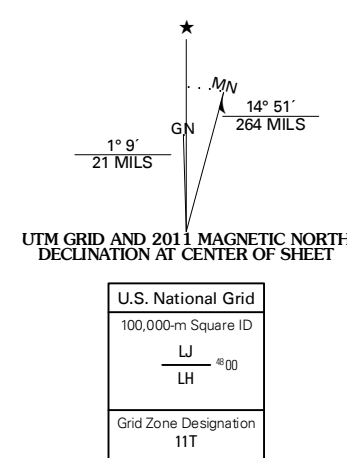 ★
MN
GN
14° 51´
264 MILS
1° 9´
21 MILS
UTM GRID AND 2011 MAGNETIC NORTH
DECLINATION AT CENTER OF SHEET
U.S. National Grid
100,000-m Square ID
LJ
4800
LH
Grid Zone Designation
11T